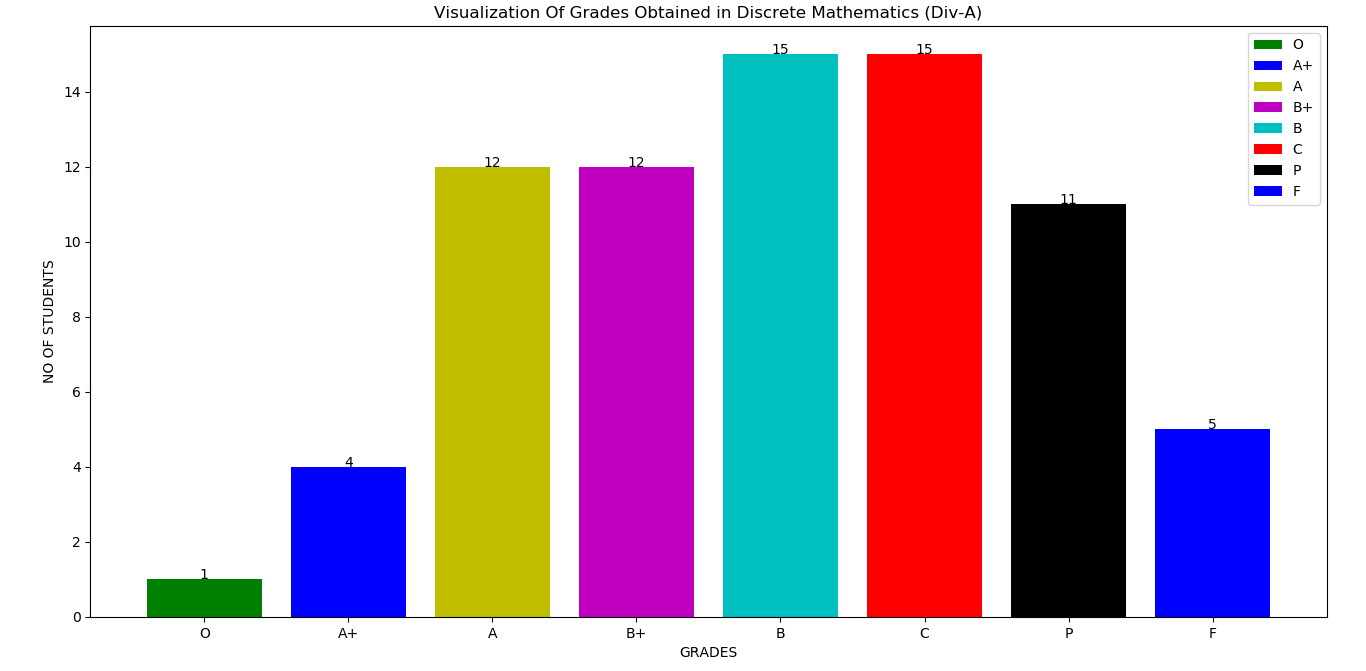 Visualization Of Grades Obtained in Discrete Mathematics (Div-A)
O
A+
A
B+
B
C
P
F
NO OF STUDENTS
14
12
10
8
6
4
2
0
1
4
12
12
15
15
11
5
O A+ A B+ B C P F
GRADES